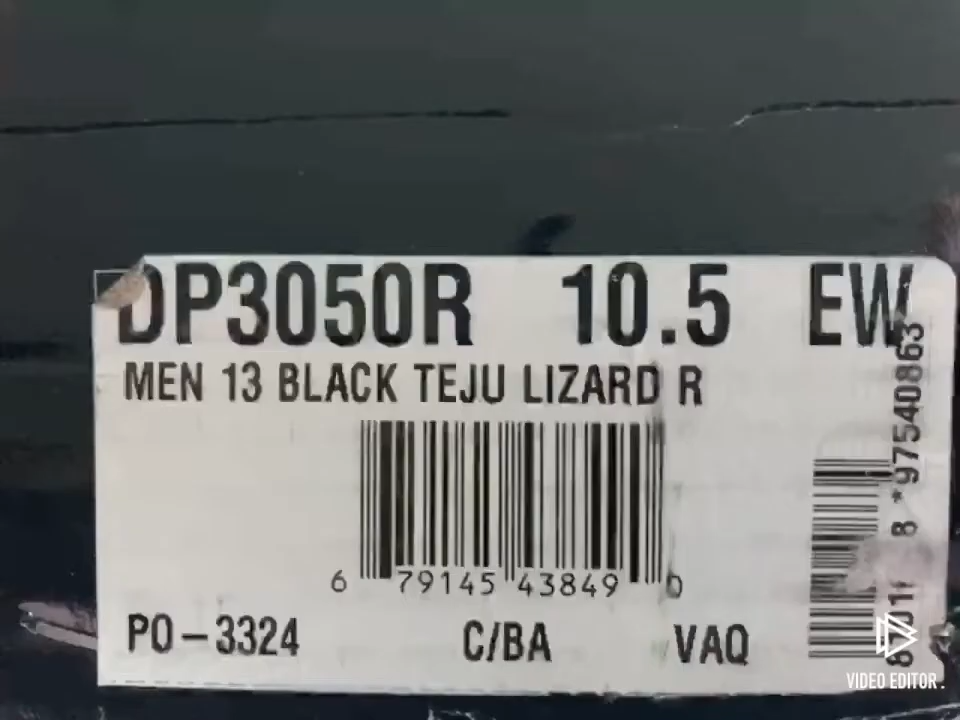 DP3050R 10.5 EW
MEN 13 BLACK TEJU LIZARD R
6 79145 43849 0
PO-3324 C/BA VAQ
8 *97540863
VIDEO EDITOR